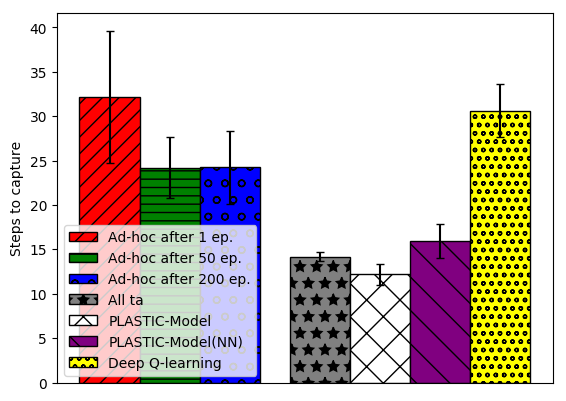 40
35
30
25
20
15
10
5
0
Steps to capture
Ad-hoc after 1 ep.
Ad-hoc after 50 ep.
Ad-hoc after 200 ep.
All ta
PLASTIC-Model
PLASTIC-Model(NN)
Deep Q-learning